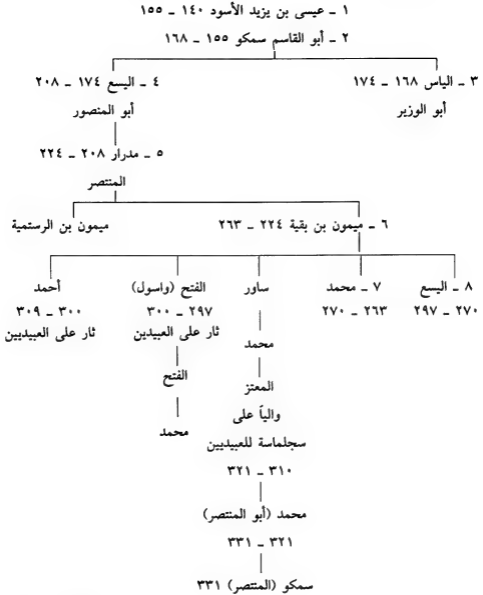 ١ ـ عيسى بن يزيد الأسود ١٤٠ ـ ١٥٥
٢ ـ أبو القاسم سمكو ١٥٥ ـ ١٦٨
٣ ـ الياس ١٦٨ ـ ١٧٤
أبو الوزير
٤ ـ اليسع ١٧٤ ـ ٢٠٨
أبو المنصور
٥ ـ مدرار ٢٠٨ ـ ٢٢٤
المنتصر
٦ ـ ميمون بن بقية ٢٢٤ ـ ٢٦٣
ميمون بن الرستمية
٨ ـ اليسع
٢٧٠ ـ ٢٩٧
٧ ـ محمد
٢٦٣ ـ ٢٧٠
ساور
محمد
المعتز
والياً على
سجلماسة للعبيديين
٣١٠ ـ ٣٢١
محمد (أبو المنتصر)
٣٢١ ـ ٣٣١
سمكو (المنتصر) ٣٣١
الفتح (واسول)
٢٩٧ ـ ٣٠٠
ثار على العبيدين
الفتح
محمد
أحمد
٣٠٠ ـ ٣٠٩
ثار على العبيديين